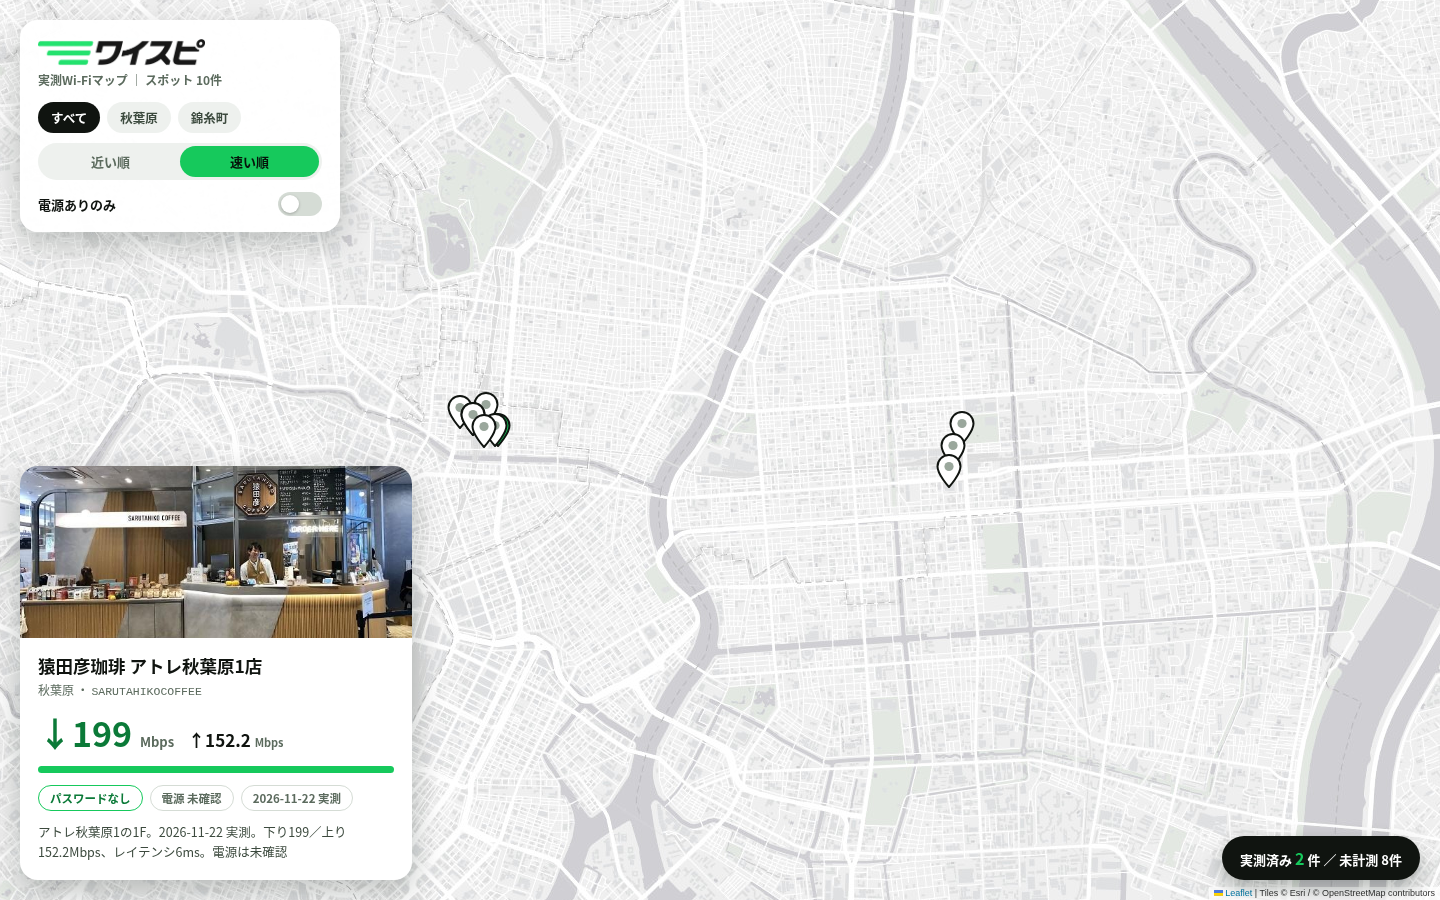 ワイスピ
実測Wi-Fiマップ | スポット 10件
すべて 秋葉原 錦糸町
近い順 速い順
電源ありのみ
SARUTAHIKO COFFEE
猿田彦
ORDER HERE
猿田彦珈琲 アトレ秋葉原1店
秋葉原 ・ SARUTAHIKOCOFFEE
↓199 Mbps ↑152.2 Mbps
パスワードなし 電源 未確認 2026-11-22 実測
アトレ秋葉原1の1F。2026-11-22 実測。下り199／上り
152.2Mbps、レイテンシ6ms。電源は未確認
実測済み 2 件 ／ 未計測 8件
Leaflet | Tiles © Esri / © OpenStreetMap contributors